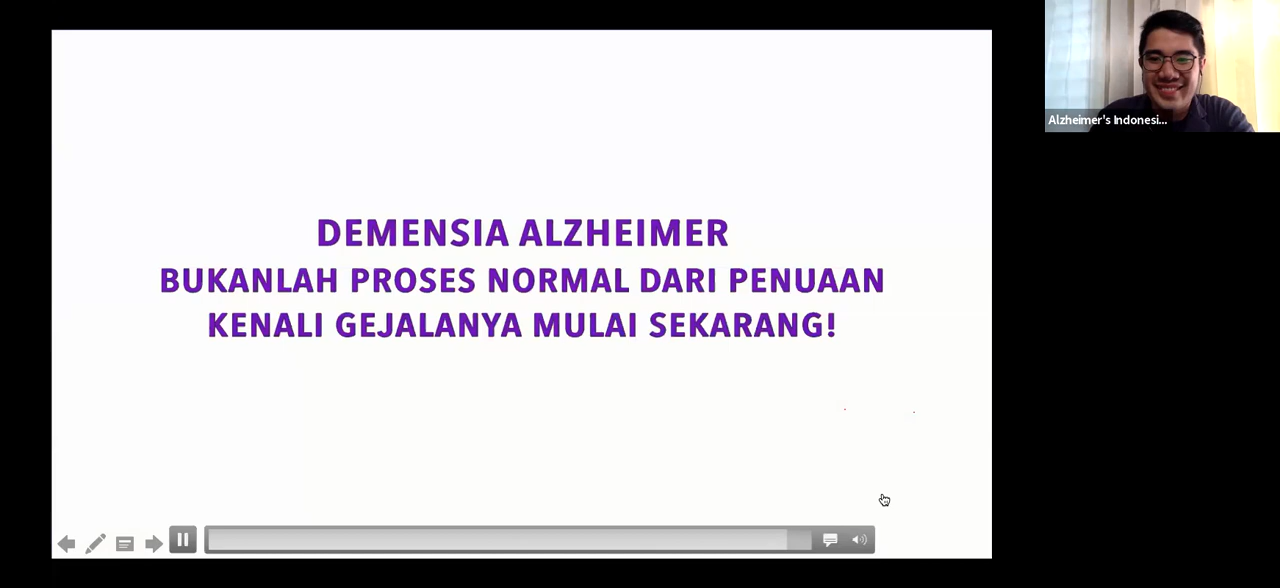 DEMENSIA ALZHEIMER
BUKANLAH PROSES NORMAL DARI PENUAAN
KENALI GEJALANYA MULAI SEKARANG!
Alzheimer's Indonesi...